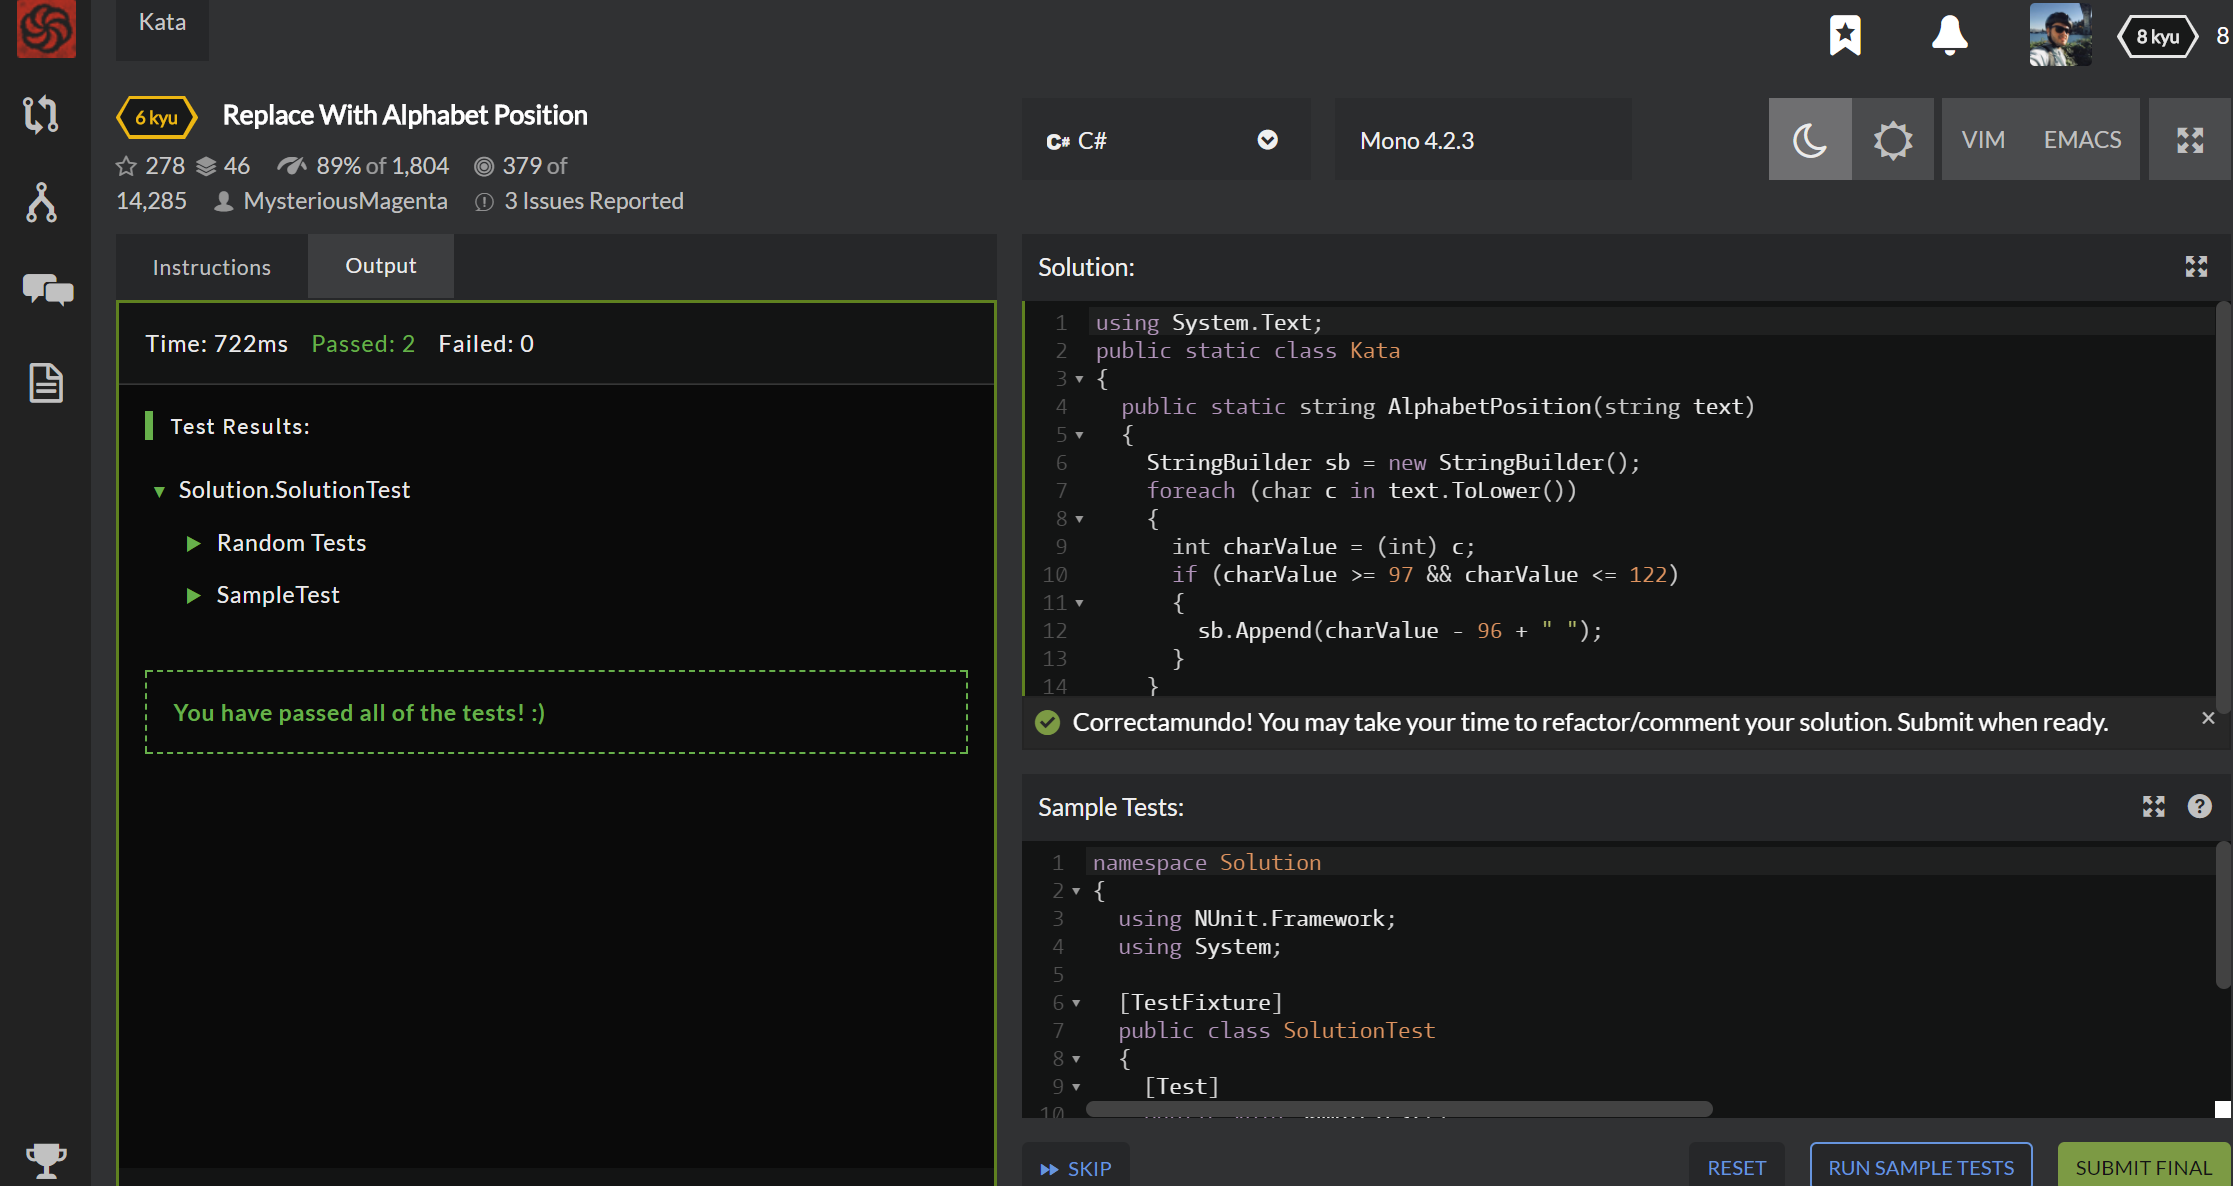 Kata
8 kyu
8
6 kyu
Replace With Alphabet Position
278 46 89% of 1,804 379 of
14,285 MysteriousMagenta 3 Issues Reported
C# C#
Mono 4.2.3
VIM EMACS
Instructions
Output
Time: 722ms Passed: 2 Failed: 0
Test Results:
Solution.SolutionTest
Random Tests
SampleTest
You have passed all of the tests! :)
Solution:
1 using System.Text;
2 public static class Kata
3 {
4 public static string AlphabetPosition(string text)
5 {
6 StringBuilder sb = new StringBuilder();
7 foreach (char c in text.ToLower())
8 {
9 int charValue = (int) c;
10 if (charValue >= 97 && charValue <= 122)
11 {
12 sb.Append(charValue - 96 + " ");
13 }
14 }
Correctamundo! You may take your time to refactor/comment your solution. Submit when ready.
×
Sample Tests:
?
1 namespace Solution
2 {
3 using NUnit.Framework;
4 using System;
5
6 [TestFixture]
7 public class SolutionTest
8 {
9 [Test]
10
SKIP
RESET
RUN SAMPLE TESTS
SUBMIT FINAL